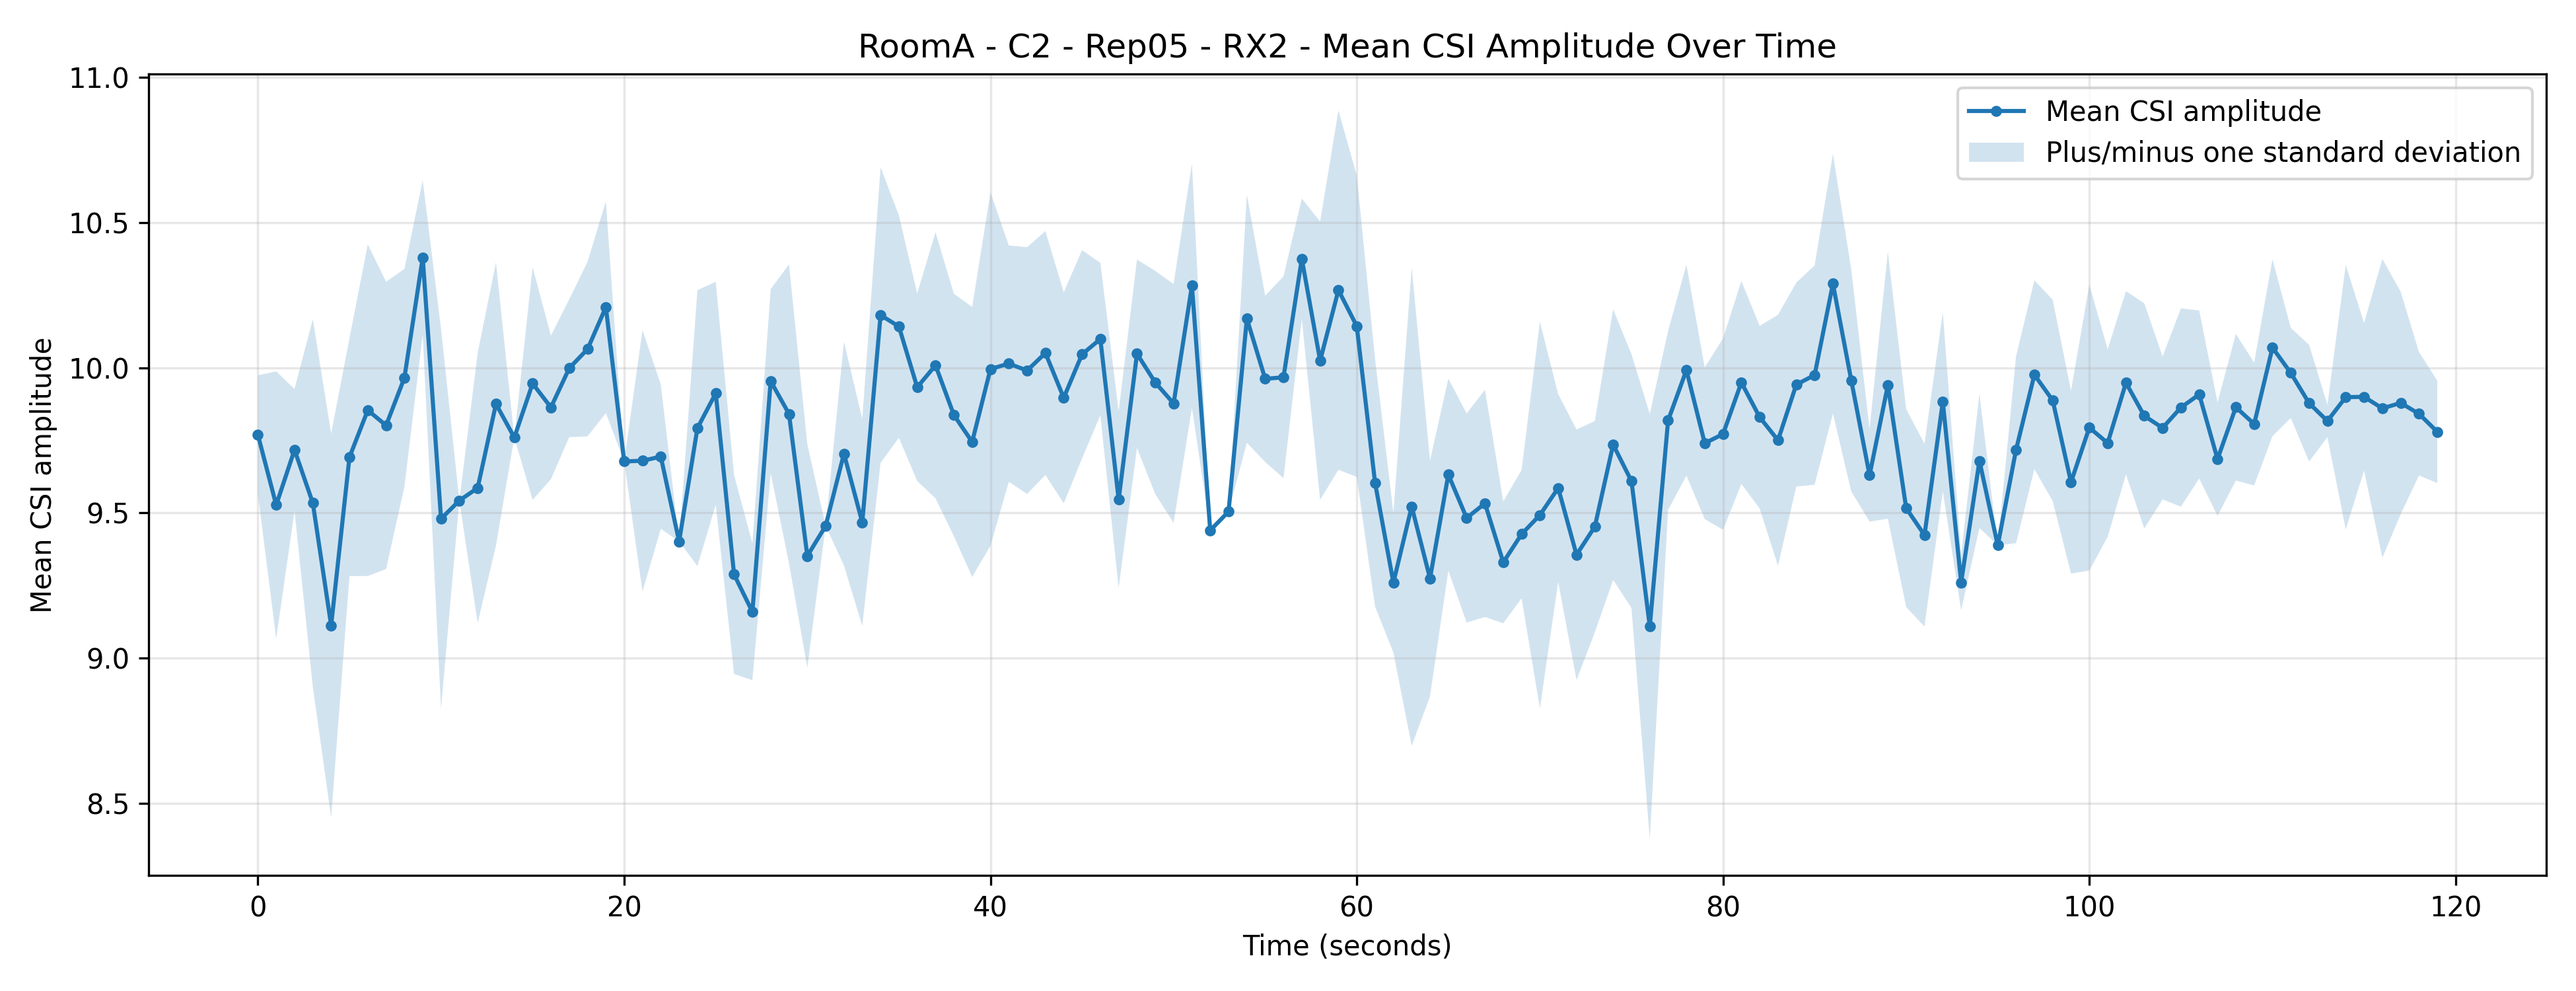 RoomA - C2 - Rep05 - RX2 - Mean CSI Amplitude Over Time
Mean CSI amplitude
Plus/minus one standard deviation
Mean CSI amplitude
11.0
10.5
10.0
9.5
9.0
8.5
0 20 40 60 80 100 120
Time (seconds)